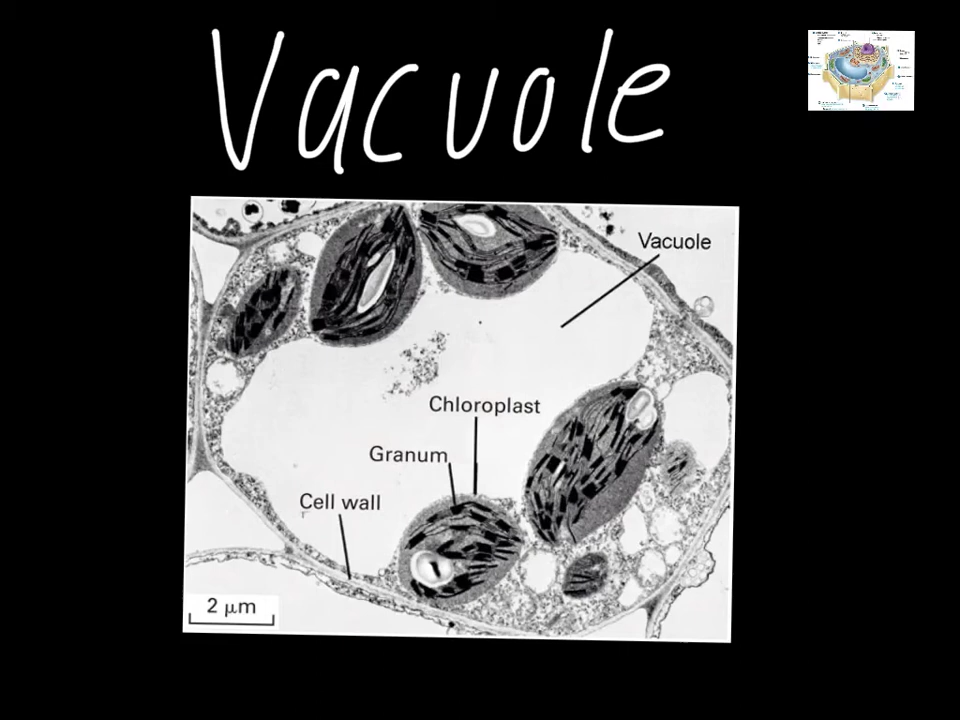 Vacuole
Vacuole
Chloroplast
Granum
Cell wall
2 μm